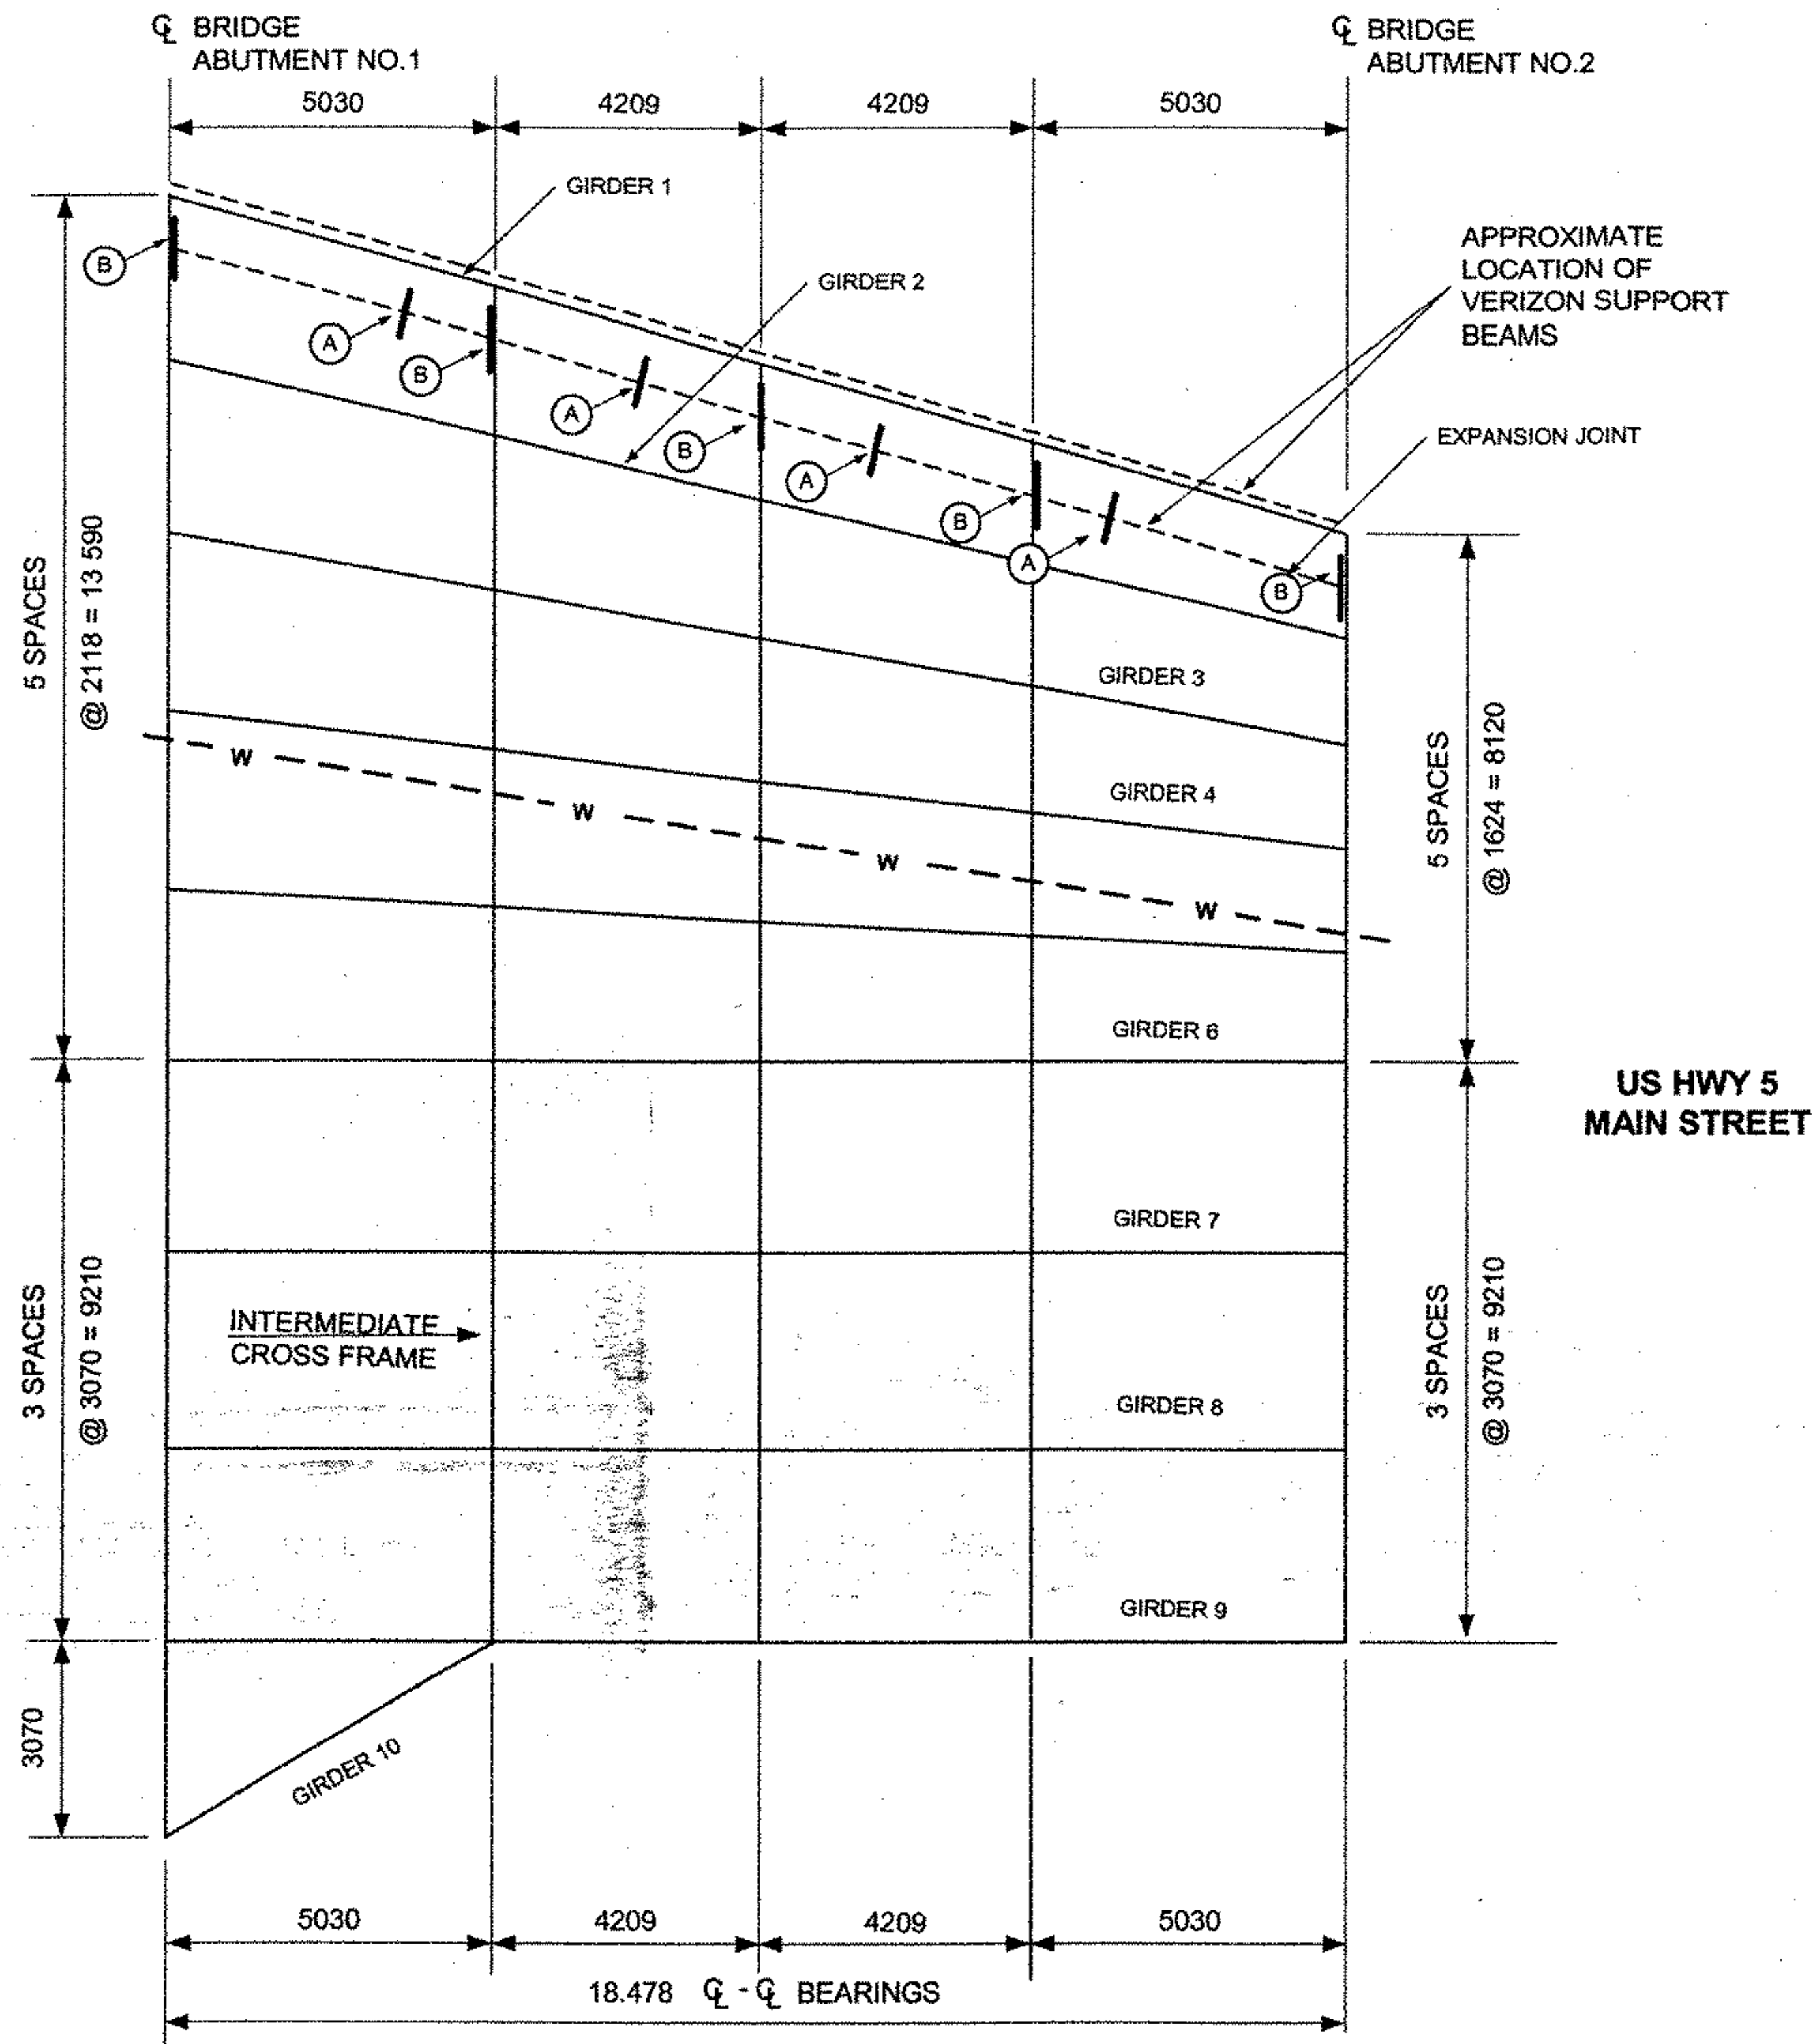 ℄ BRIDGE
ABUTMENT NO.1
℄ BRIDGE
ABUTMENT NO.2
5030
4209
4209
5030
GIRDER 1
GIRDER 2
APPROXIMATE
LOCATION OF
VERIZON SUPPORT
BEAMS
EXPANSION JOINT
B
A
B
A
B
A
B
A
B
5 SPACES
@ 2118 = 13 590
5 SPACES
@ 1624 = 8120
GIRDER 3
GIRDER 4
W
W
W
W
GIRDER 6
US HWY 5
MAIN STREET
GIRDER 7
3 SPACES
@ 3070 = 9210
INTERMEDIATE
CROSS FRAME
3 SPACES
@ 3070 = 9210
GIRDER 8
GIRDER 9
3070
GIRDER 10
5030
4209
4209
5030
18.478 ℄ - ℄ BEARINGS